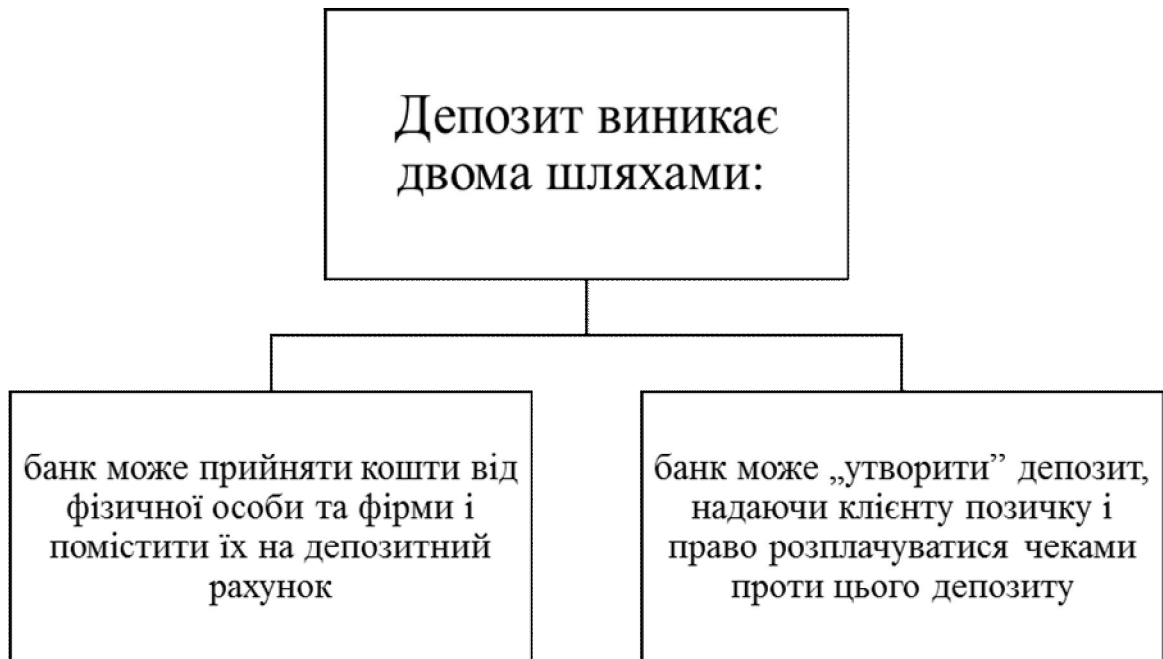 Депозит виникає
двома шляхами:
банк може прийняти кошти від
фізичної особи та фірми і
помістити їх на депозитний
рахунок
банк може „утворити” депозит,
надаючи клієнту позичку і
право розплачуватися чеками
проти цього депозиту